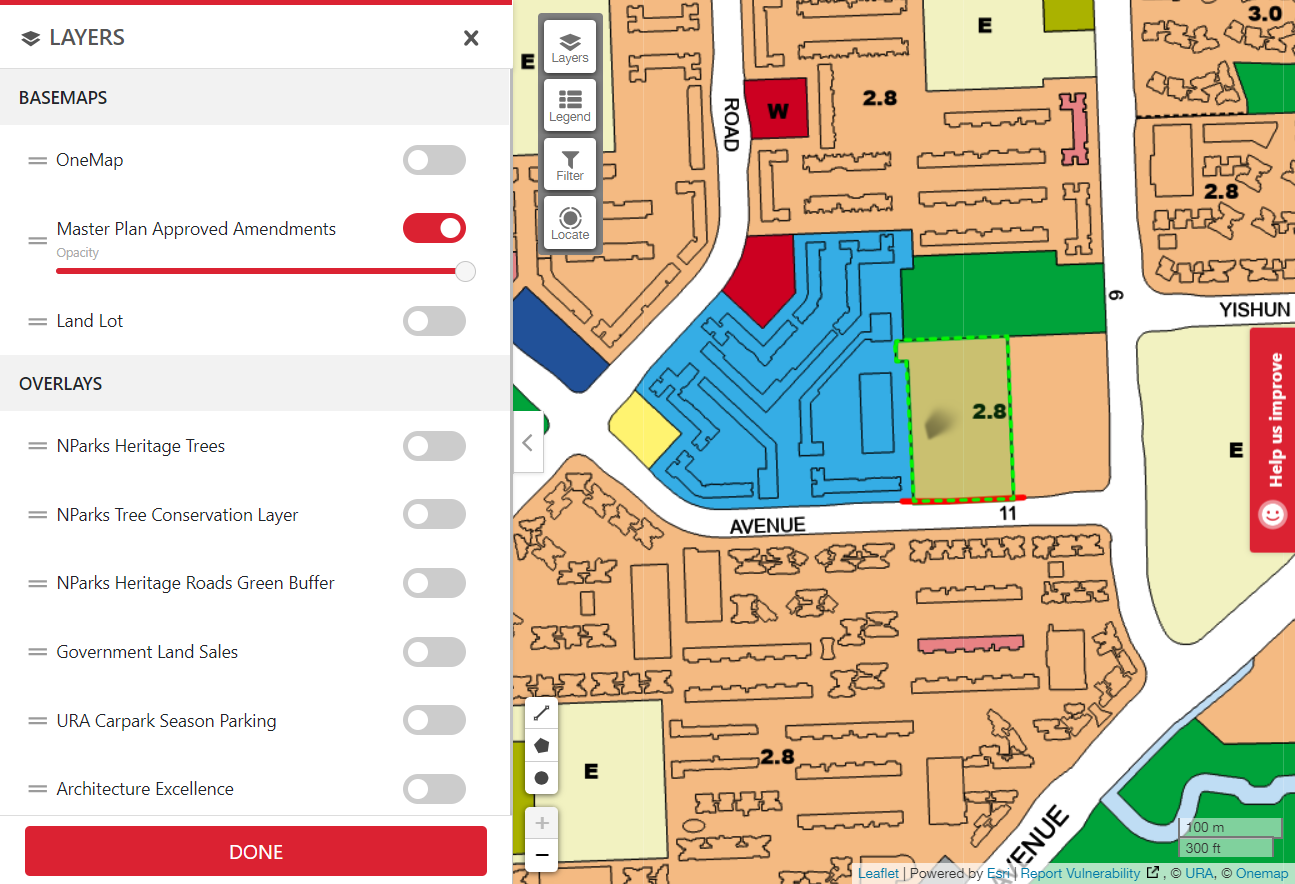 LAYERS
BASEMAPS
OneMap
Master Plan Approved Amendments
Opacity
Land Lot
OVERLAYS
NParks Heritage Trees
NParks Tree Conservation Layer
NParks Heritage Roads Green Buffer
Government Land Sales
URA Carpark Season Parking
Architecture Excellence
DONE
Layers
Legend
Filter
Locate
E
E
3.0
ROAD
W
2.8
2.8
9
YISHUN
2.8
E
Help us improve
AVENUE
11
2.8
E
AVENUE
100 m
300 ft
Leaflet | Powered by Esri | Report Vulnerability , © URA, © Onemap